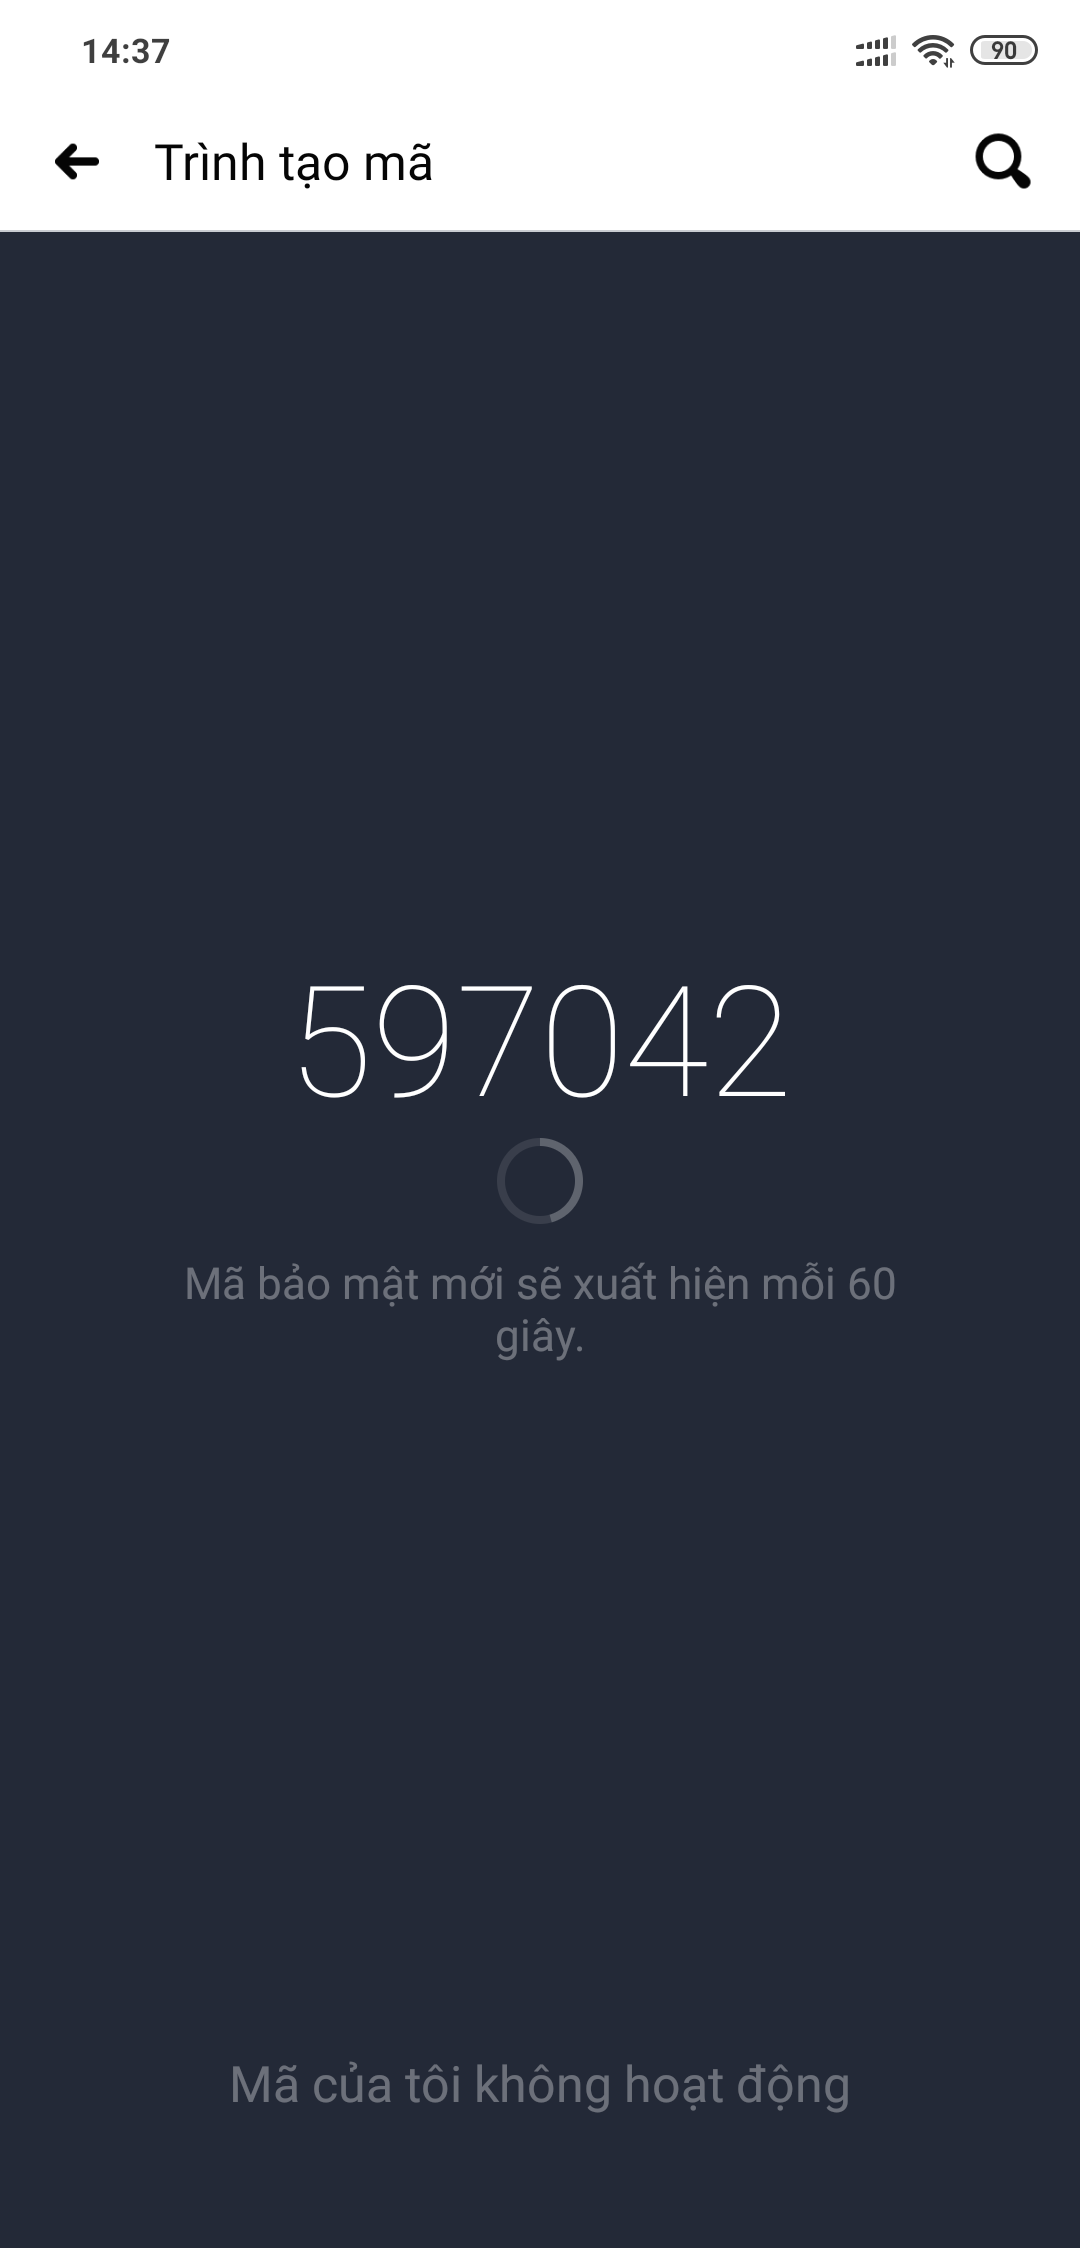 14:37
90
Trình tạo mã
597042
Mã bảo mật mới sẽ xuất hiện mỗi 60
giây.
Mã của tôi không hoạt động